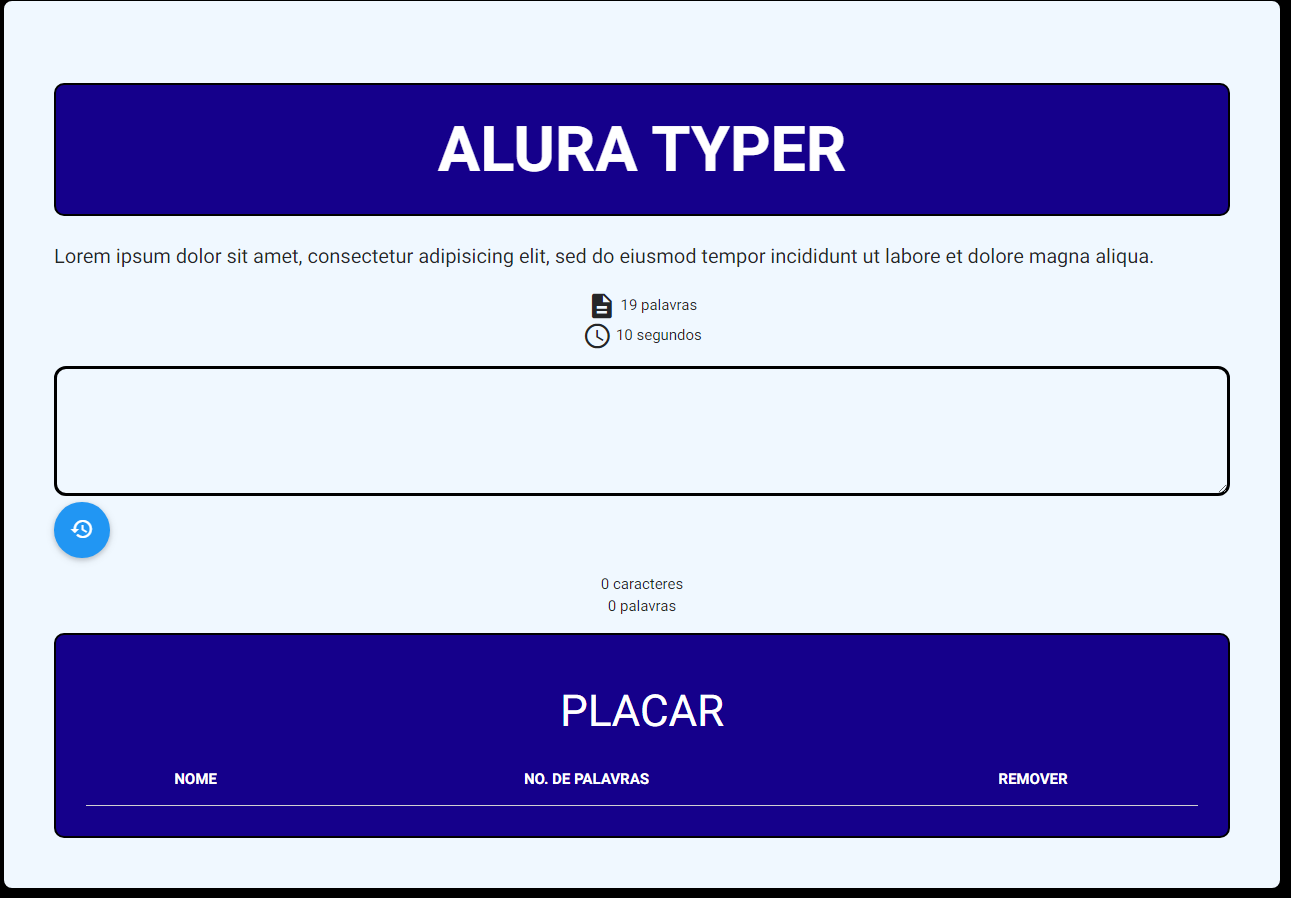 ALURA TYPER
Lorem ipsum dolor sit amet, consectetur adipisicing elit, sed do eiusmod tempor incididunt ut labore et dolore magna aliqua.
19 palavras
10 segundos
0 caracteres
0 palavras
PLACAR
NOME NO. DE PALAVRAS REMOVER